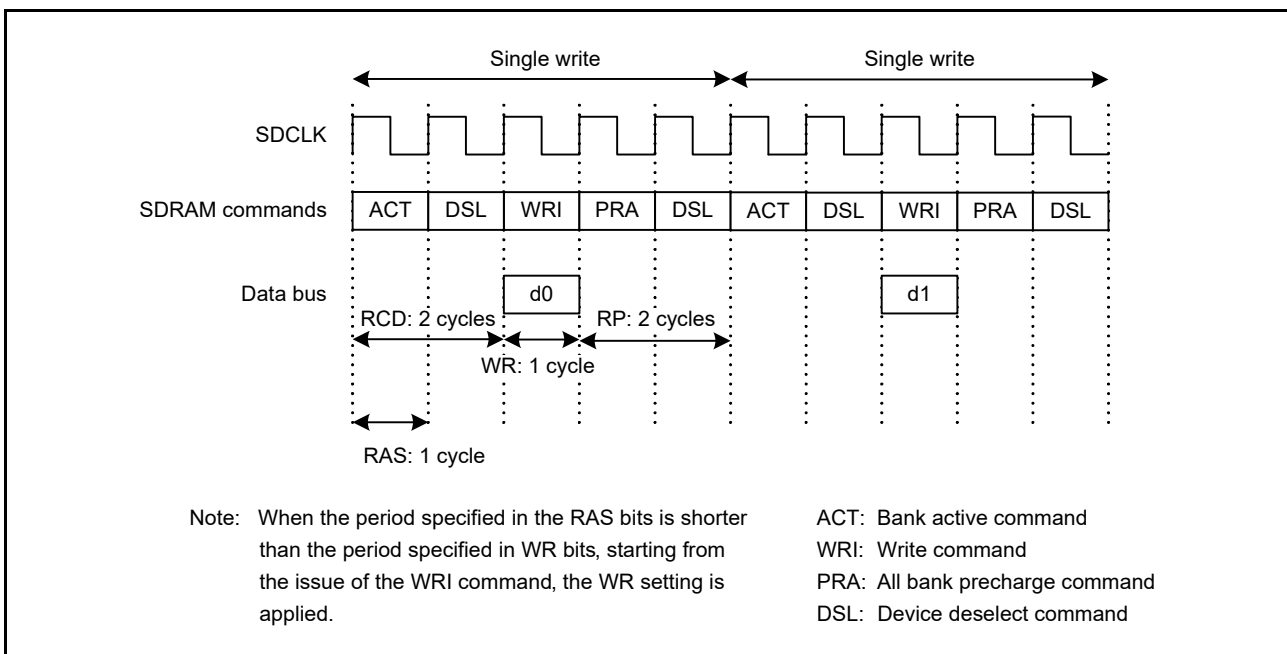 Single write Single write
SDCLK
SDRAM commands ACT DSL WRI PRA DSL ACT DSL WRI PRA DSL
Data bus d0 d1
RCD: 2 cycles RP: 2 cycles
WR: 1 cycle
RAS: 1 cycle
Note: When the period specified in the RAS bits is shorter
than the period specified in WR bits, starting from
the issue of the WRI command, the WR setting is
applied.
ACT: Bank active command
WRI: Write command
PRA: All bank precharge command
DSL: Device deselect command